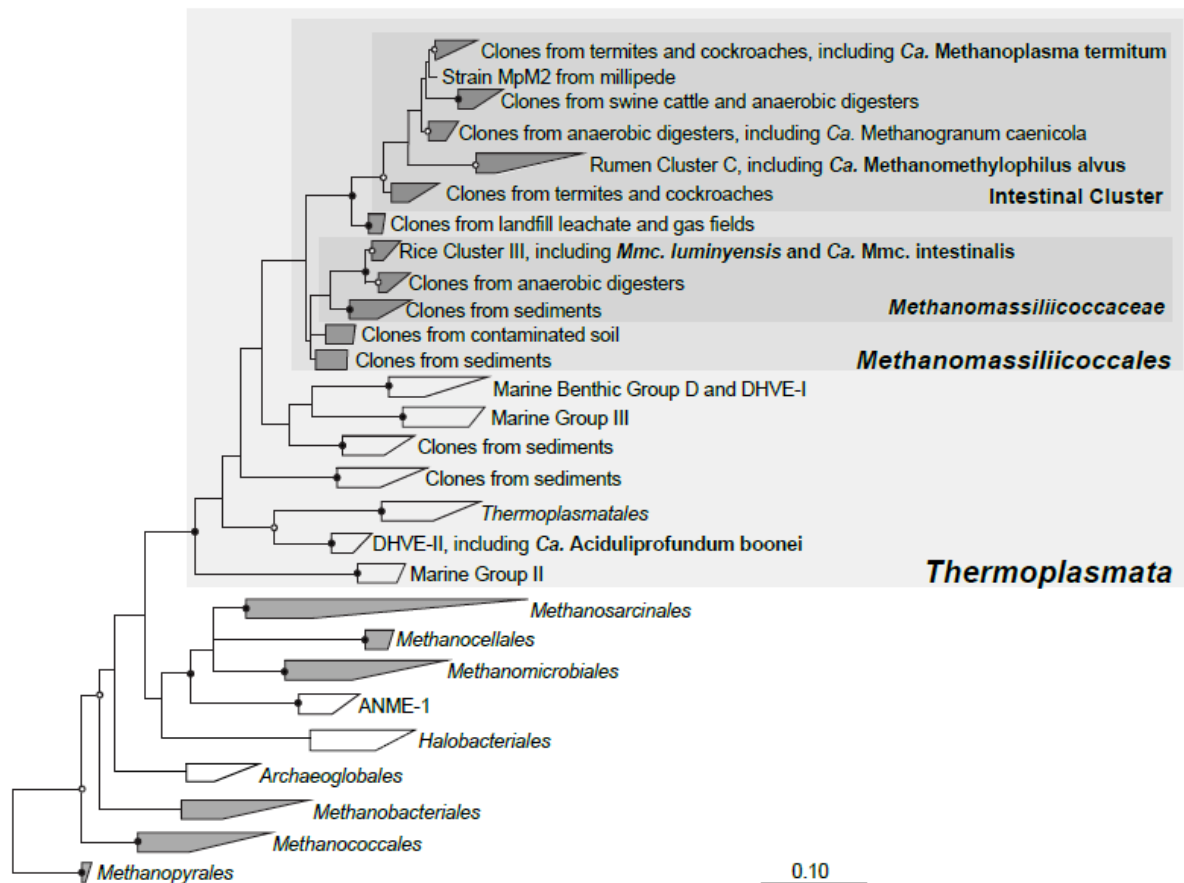 Clones from termites and cockroaches, including Ca. Methanoplasma termitum
Strain MpM2 from millipede
Clones from swine cattle and anaerobic digesters
Clones from anaerobic digesters, including Ca. Methanogranum caenicola
Rumen Cluster C, including Ca. Methanomethylophilus alvus
Clones from termites and cockroaches
Intestinal Cluster
Clones from landfill leachate and gas fields
Rice Cluster III, including Mmc. luminyensis and Ca. Mmc. intestinalis
Clones from anaerobic digesters
Clones from sediments
Methanomassiliicoccaceae
Clones from contaminated soil
Clones from sediments
Methanomassiliicoccales
Marine Benthic Group D and DHVE-I
Marine Group III
Clones from sediments
Clones from sediments
Thermoplasmatales
DHVE-II, including Ca. Aciduliprofundum boonei
Marine Group II
Thermoplasmata
Methanosarcinales
Methanocellales
Methanomicrobiales
ANME-1
Halobacteriales
Archaeoglobales
Methanobacteriales
Methanococcales
Methanopyrales
0.10